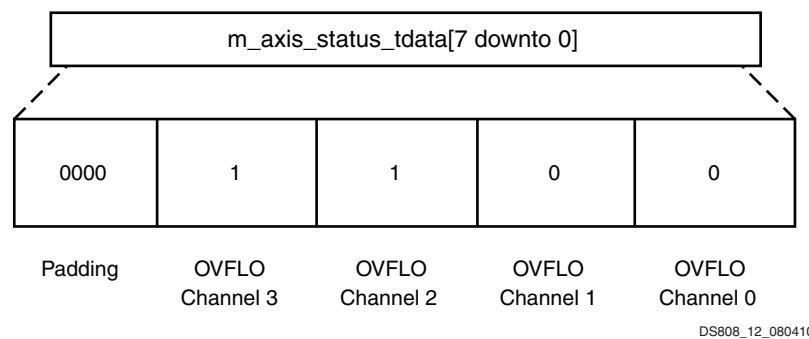 m_axis_status_tdata[7 downto 0]
0000 1 1 0 0
Padding OVFLO OVFLO OVFLO OVFLO
Channel 3 Channel 2 Channel 1 Channel 0
DS808_12_080410